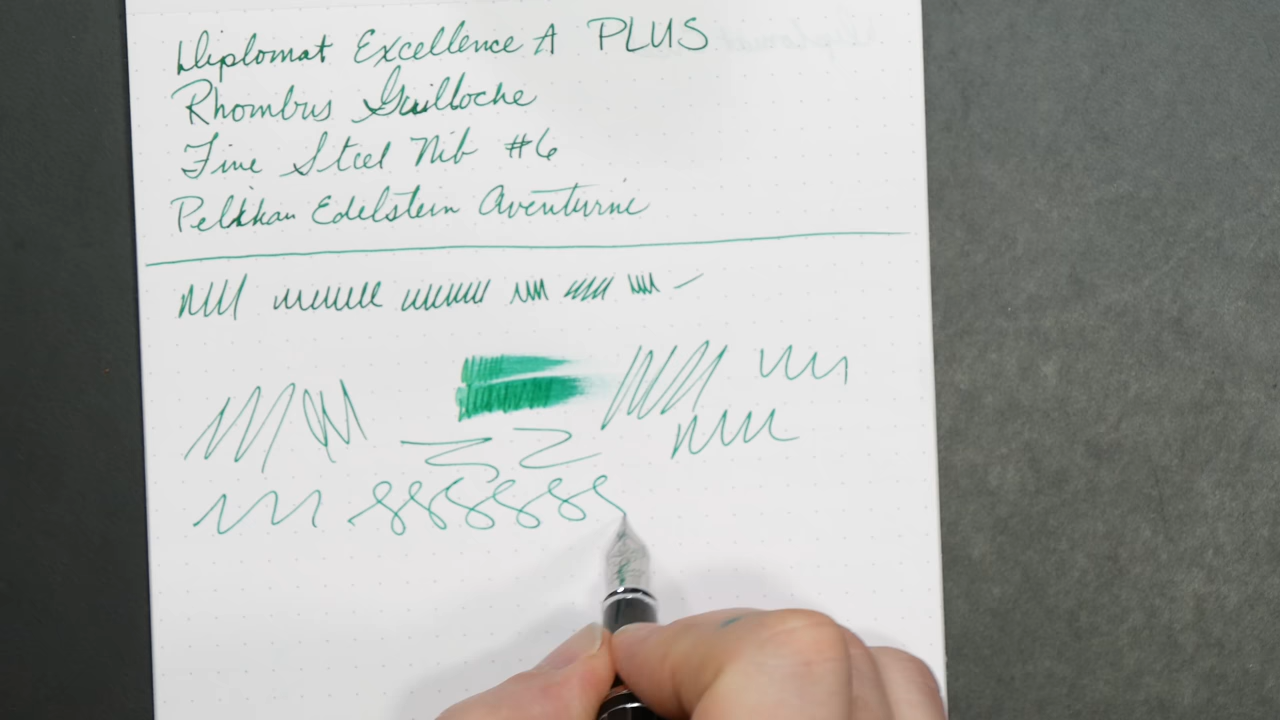 Diplomat Excellence A PLUS
Rhombus Guilloche
Fine Steel Nib #6
Pelikan Edelstein Aventurine